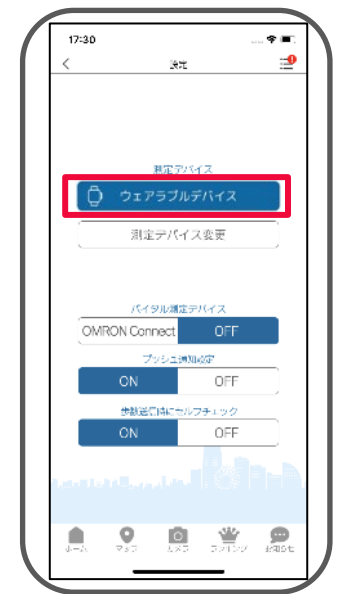 17:30
設定
測定デバイス
ウェアラブルデバイス
測定デバイス変更
バイタル測定デバイス
OMRON Connect OFF
プッシュ通知設定
ON OFF
歩数送信時にセルフチェック
ON OFF
ホーム マップ カメラ ランキング お知らせ